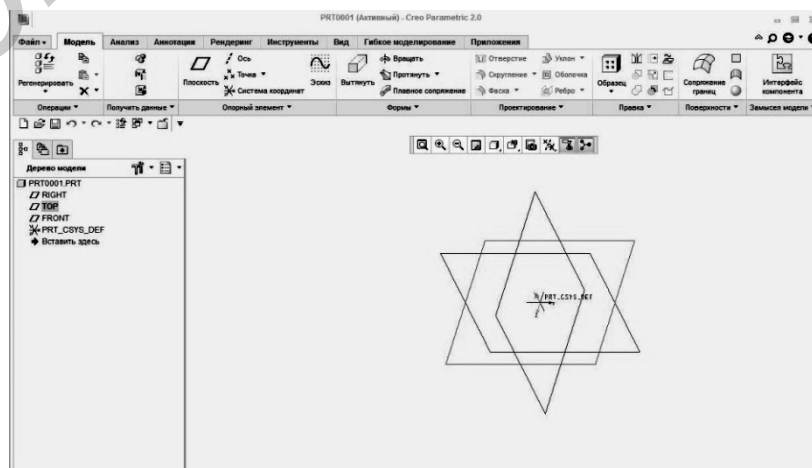 PRT0001 (Активный) - Creo Parametric 2.0
Файл Модель Анализ Аннотации Рендеринг Инструменты Вид Гибкое моделирование Приложения
Регенерировать
Плоскость
Ось
Точка
Система координат
Эскиз
Вытянуть
Вращать
Протянуть
Плавное сопряжение
Отверстие
Скругление
Фаска
Уклон
Оболочка
Ребро
Образец
Сопряжение границ
Интерфейс компонента
Операции Получить данные Опорный элемент Формы Проектирование Правка Поверхности Замысел модели
Дерево модели
PRT0001.PRT
RIGHT
TOP
FRONT
PRT_CSYS_DEF
Вставить здесь
PRT_CSYS_DEF